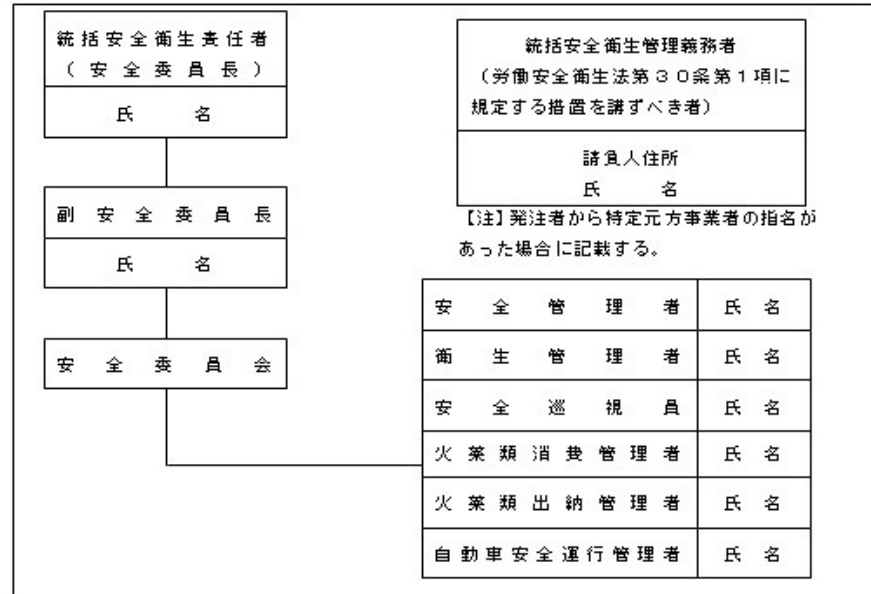 統括安全衛生責任者
(安全委員長)
氏名
副安全委員長
氏名
安全委員会
統括安全衛生管理義務者
(労働安全衛生法第30条第1項に
規定する措置を講ずべき者)
請負人住所
氏名
【注】発注者から特定元方事業者の指名が
あった場合に記載する。
安全管理者 氏名
衛生管理者 氏名
安全巡視員 氏名
火薬類消費管理者 氏名
火薬類出納管理者 氏名
自動車安全運行管理者 氏名